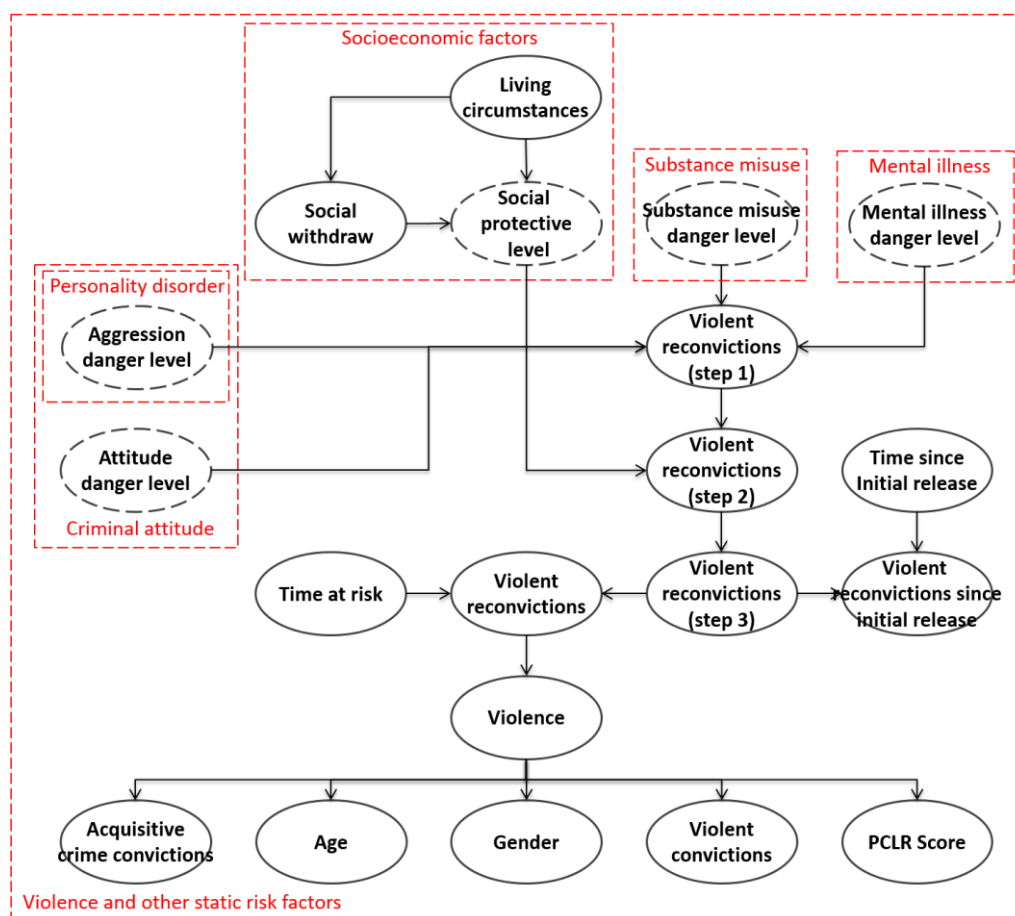 Socioeconomic factors
Living
circumstances
Substance misuse
Mental illness
Social
withdraw
Social
protective
level
Substance misuse
danger level
Mental illness
danger level
Personality disorder
Aggression
danger level
Violent
reconvictions
(step 1)
Attitude
danger level
Criminal attitude
Violent
reconvictions
(step 2)
Time since
Initial release
Time at risk
Violent
reconvictions
Violent
reconvictions
(step 3)
Violent
reconvictions since
initial release
Violence
Acquisitive
crime convictions
Age
Gender
Violent
convictions
PCLR Score
Violence and other static risk factors